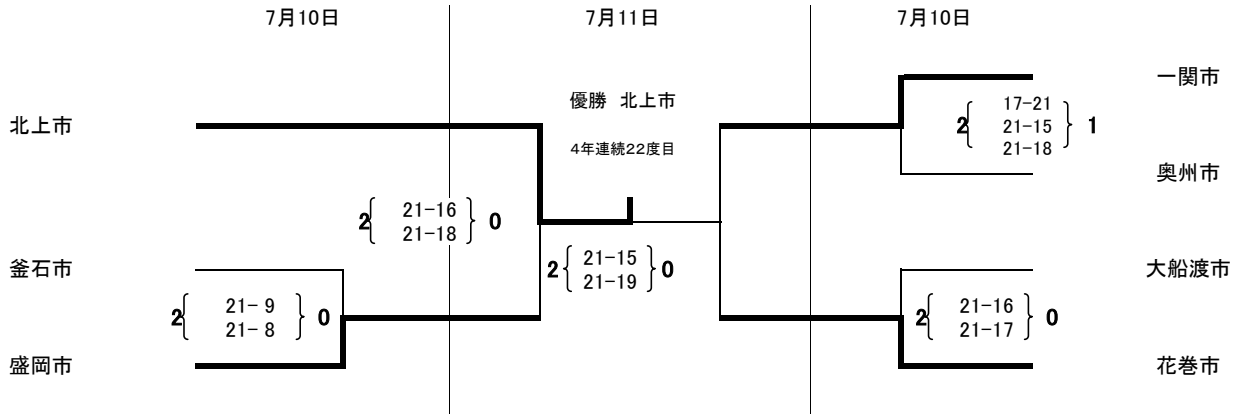 7月10日 7月11日 7月10日
一関市
優勝 北上市
17-21
2 21-15 1
21-18
北上市
4年連続22度目
奥州市
21-16
2 0
21-18
21-15
2 0
21-19
釜石市
大船渡市
21- 9
2 0
21- 8
21-16
2 0
21-17
盛岡市
花巻市